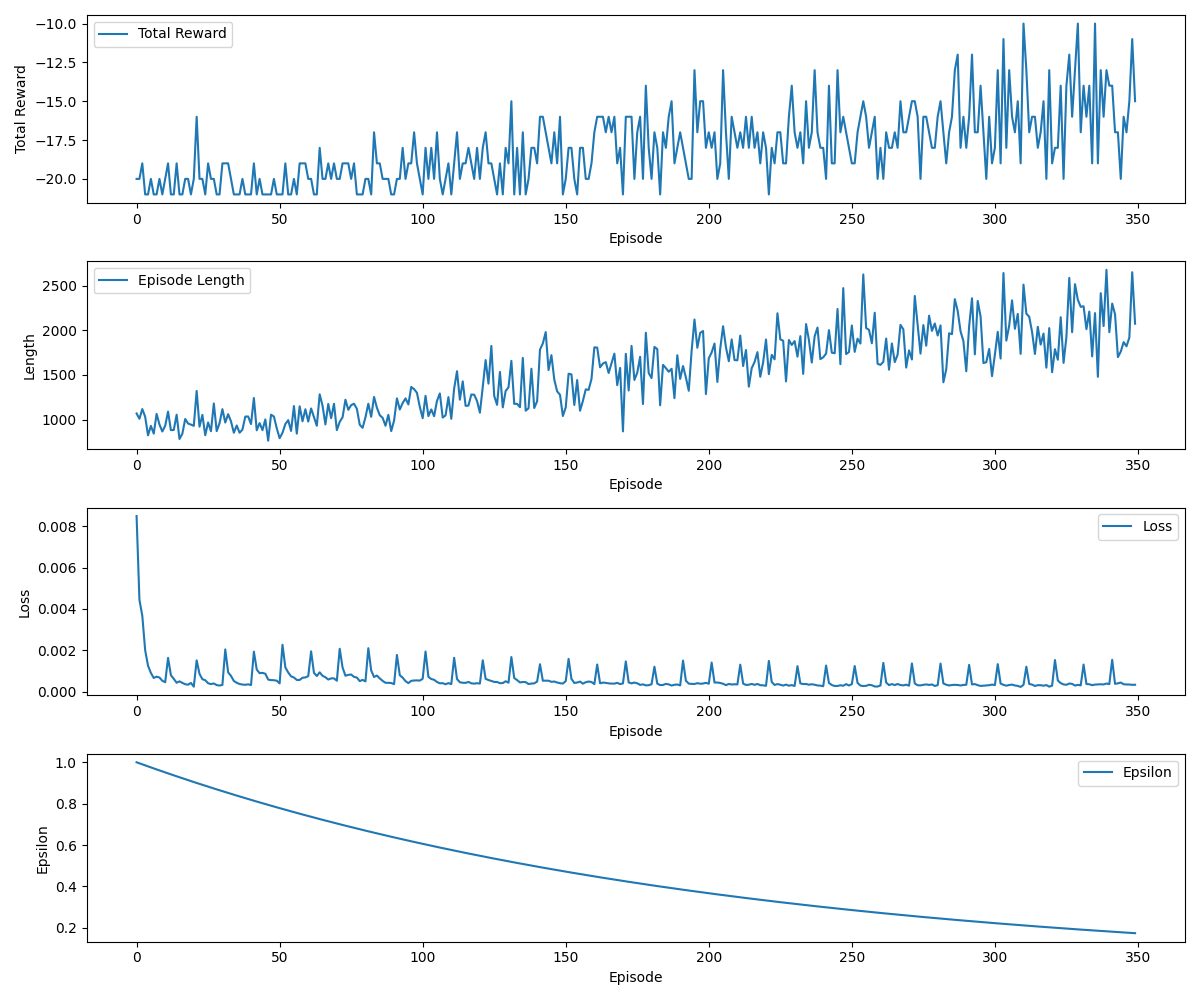 −10.0
−12.5
−15.0
−17.5
−20.0
Total Reward
Total Reward
0 50 100 150 200 250 300 350
Episode
2500
2000
1500
1000
Length
Episode Length
0 50 100 150 200 250 300 350
Episode
0.008
0.006
0.004
0.002
0.000
Loss
Loss
0 50 100 150 200 250 300 350
Episode
1.0
0.8
0.6
0.4
0.2
Epsilon
Epsilon
0 50 100 150 200 250 300 350
Episode